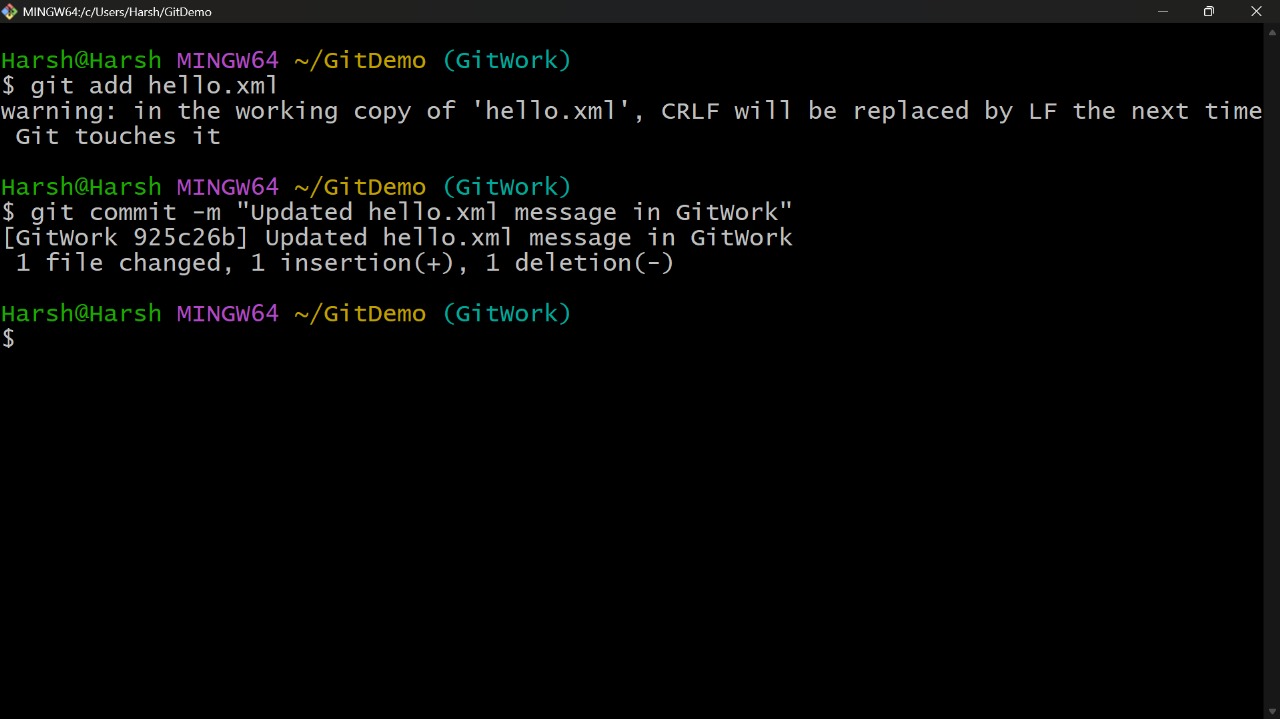 MINGW64:/c/Users/Harsh/GitDemo
Harsh@Harsh MINGW64 ~/GitDemo (GitWork)
$ git add hello.xml
warning: in the working copy of 'hello.xml', CRLF will be replaced by LF the next time
 Git touches it
Harsh@Harsh MINGW64 ~/GitDemo (GitWork)
$ git commit -m "Updated hello.xml message in GitWork"
[GitWork 925c26b] Updated hello.xml message in GitWork
 1 file changed, 1 insertion(+), 1 deletion(-)
Harsh@Harsh MINGW64 ~/GitDemo (GitWork)
$